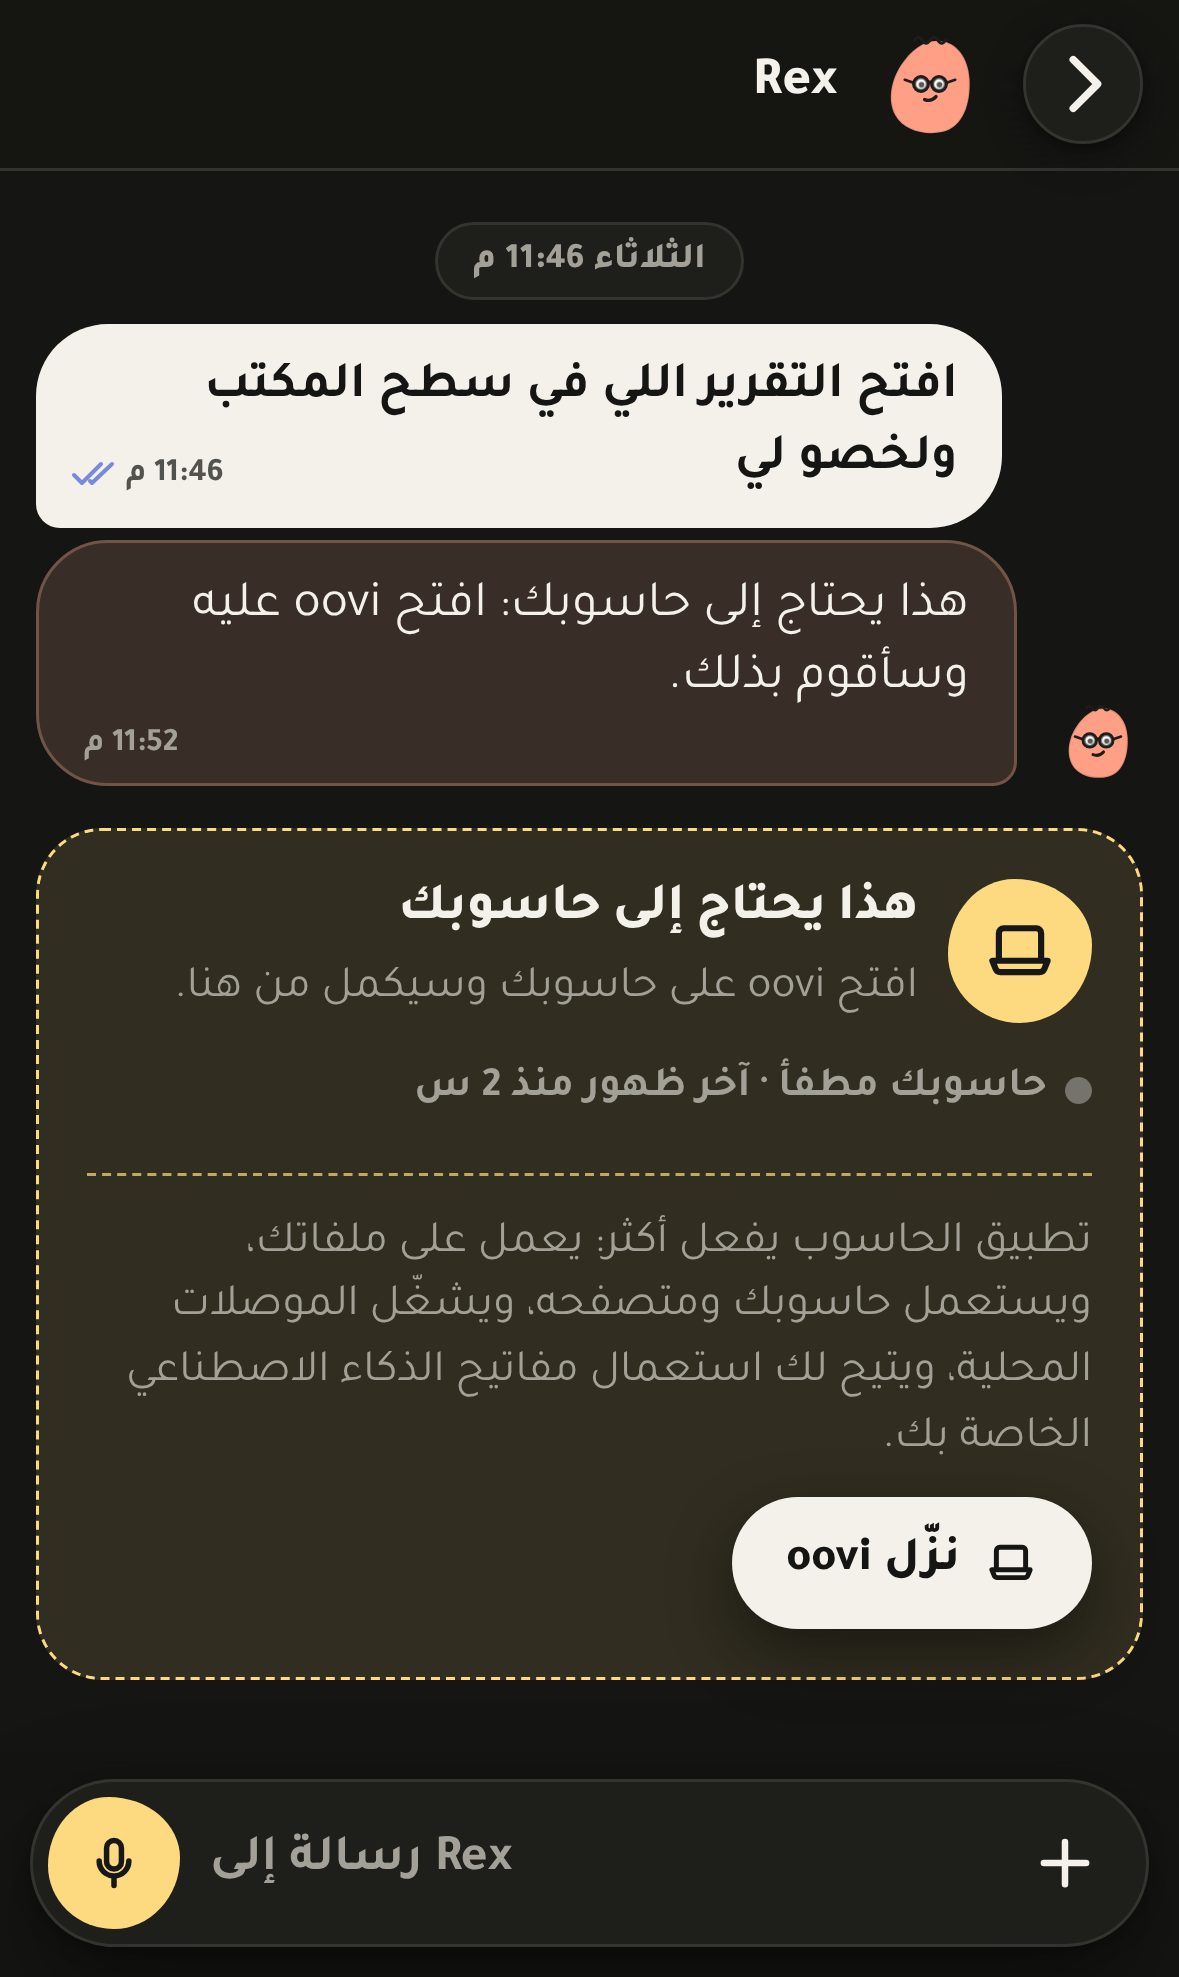 Rex
الثلاثاء 11:46 م
افتح التقرير اللي في سطح المكتب
ولخصو لي
11:46 م
هذا يحتاج إلى حاسوبك: افتح oovi عليه
وسأقوم بذلك.
11:52 م
هذا يحتاج إلى حاسوبك
افتح oovi على حاسوبك وسيكمل من هنا.
حاسوبك مطفأ · آخر ظهور منذ 2 س
تطبيق الحاسوب يفعل أكثر: يعمل على ملفاتك،
ويستعمل حاسوبك ومتصفحه، ويشغّل الموصلات
المحلية، ويتيح لك استعمال مفاتيح الذكاء الاصطناعي
الخاصة بك.
نزّل oovi
رسالة إلى Rex